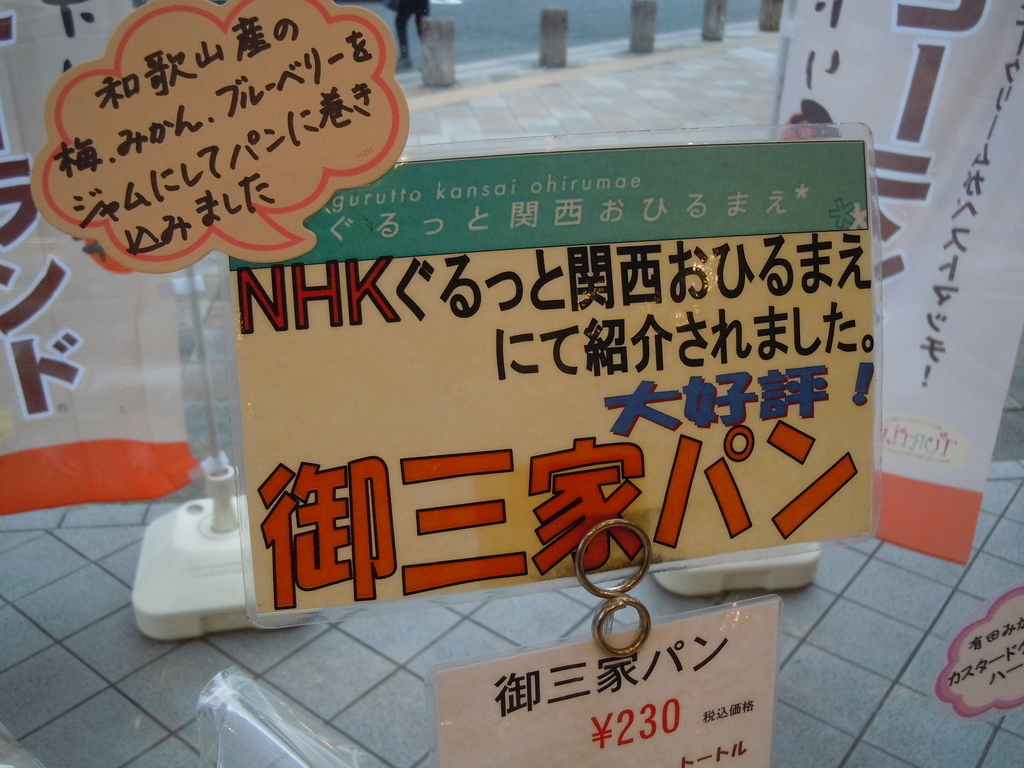 和歌山産の
梅、みかん、ブルーベリーを
ジャムにしてパンに巻き
込みました
gurutto kansai ohirumae
ぐるっと関西おひるまえ*
NHKぐるっと関西おひるまえ
にて紹介されました。
大好評!
御三家パン
御三家パン
¥230 税込価格
トートル
有田みか
カスタードク
ハー